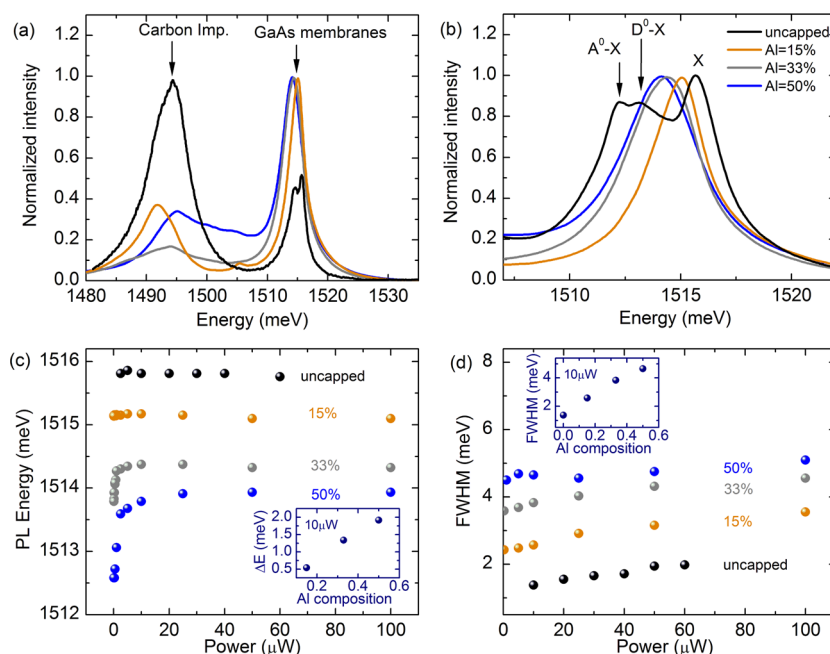 (a)
Carbon Imp.
GaAs membranes
Normalized intensity
1.0
0.8
0.6
0.4
0.2
0.0
1480 1490 1500 1510 1520 1530
Energy (meV)
(b)
A⁰-X
D⁰-X
X
uncapped
Al=15%
Al=33%
Al=50%
Normalized intensity
1.0
0.8
0.6
0.4
0.2
0.0
1510 1515 1520
Energy (meV)
(c)
PL Energy (meV)
1516
1515
1514
1513
1512
uncapped
15%
33%
50%
10µW
ΔE (meV)
2.0
1.5
1.0
0.5
0.2 0.4 0.6
Al composition
0 20 40 60 80 100
Power (µW)
(d)
FWHM (meV)
8
6
4
2
0
10µW
FWHM (meV)
4
2
0.0 0.2 0.4 0.6
Al composition
50%
33%
15%
uncapped
0 20 40 60 80 100
Power (µW)